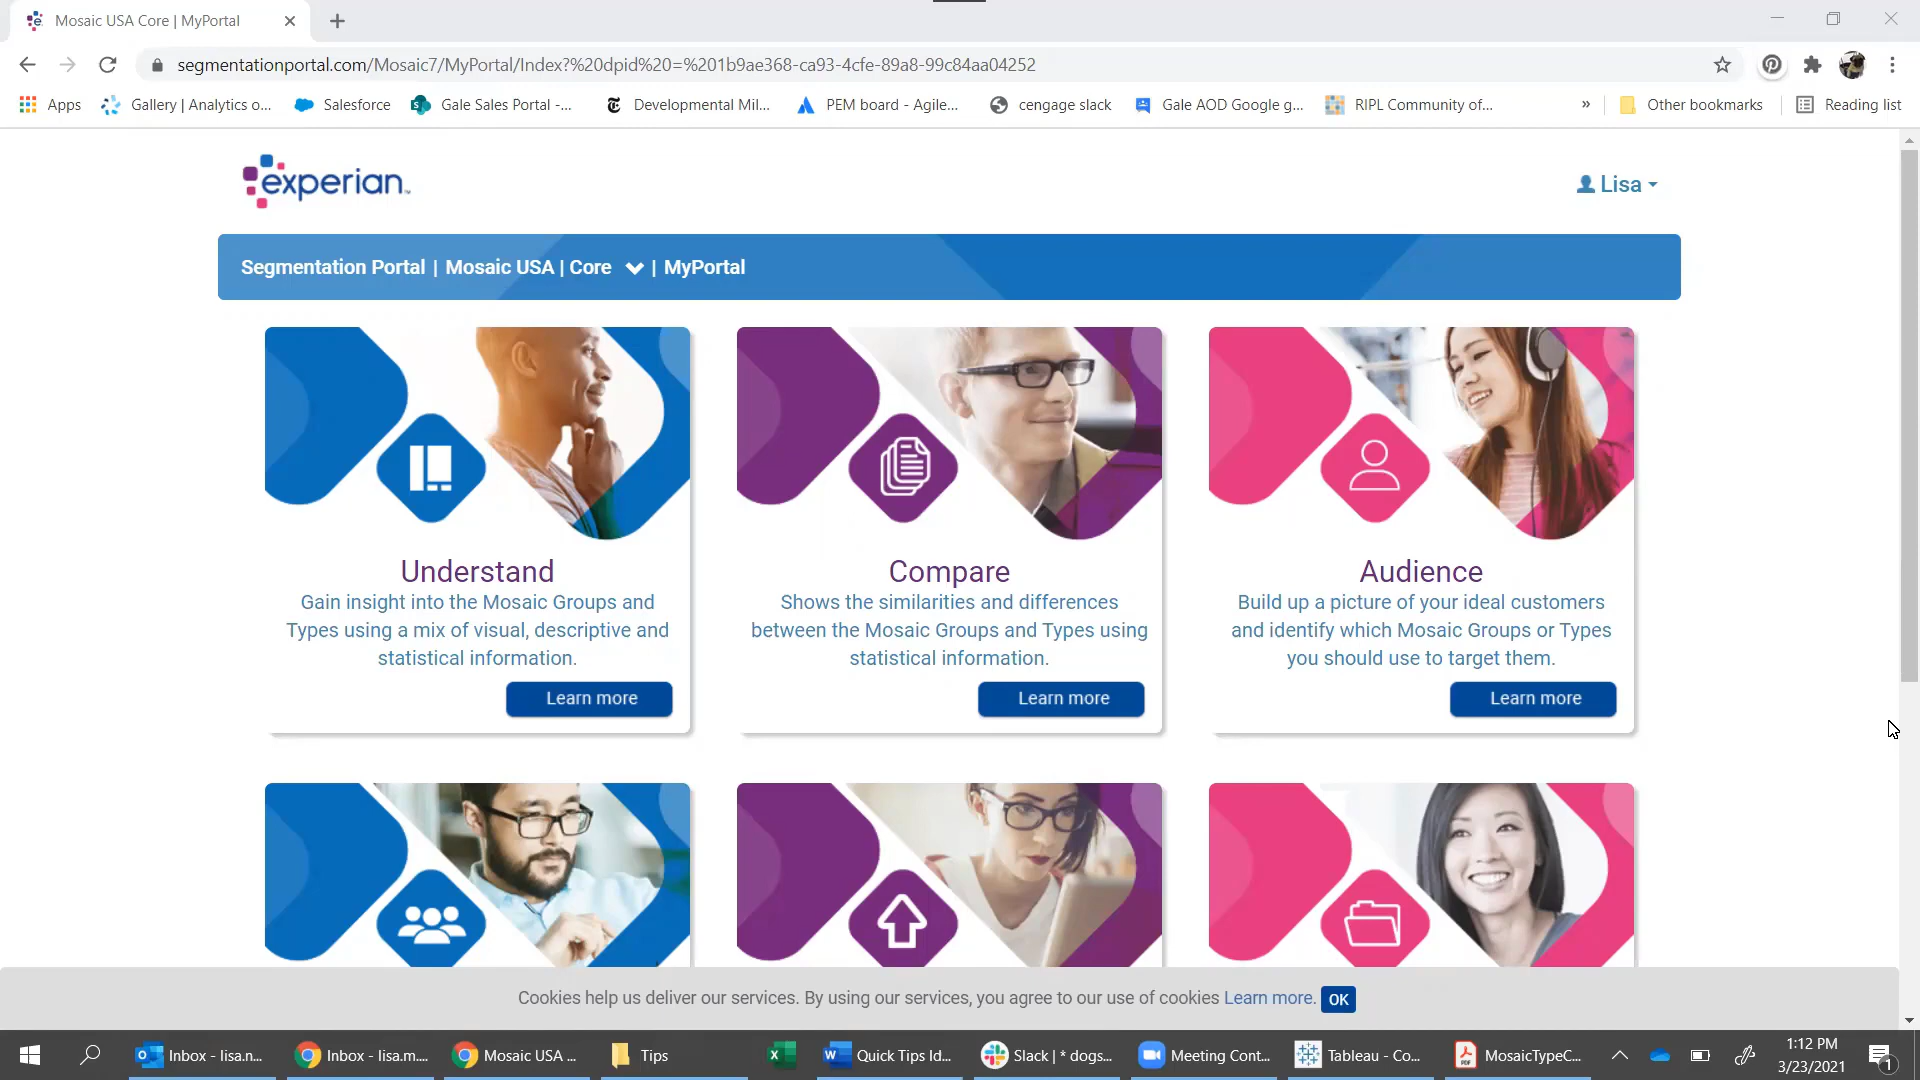 Mosaic USA Core | MyPortal
segmentationportal.com/Mosaic7/MyPortal/Index?%20dpid%20=%201b9ae368-ca93-4cfe-89a8-99c84aa04252
Apps Gallery | Analytics o... Salesforce Gale Sales Portal -... Developmental Mil... PEM board - Agile... cengage slack Gale AOD Google g... RIPL Community of... » Other bookmarks Reading list
experian™ Lisa
Segmentation Portal | Mosaic USA | Core | MyPortal
Understand
Gain insight into the Mosaic Groups and
Types using a mix of visual, descriptive and
statistical information.
Learn more
Compare
Shows the similarities and differences
between the Mosaic Groups and Types using
statistical information.
Learn more
Audience
Build up a picture of your ideal customers
and identify which Mosaic Groups or Types
you should use to target them.
Learn more
Cookies help us deliver our services. By using our services, you agree to our use of cookies Learn more. OK
Inbox - lisa.n... Inbox - lisa.m... Mosaic USA ... Tips Quick Tips Id... Slack | * dogs... Meeting Cont... Tableau - Co... MosaicTypeC... 1:12 PM
3/23/2021 1